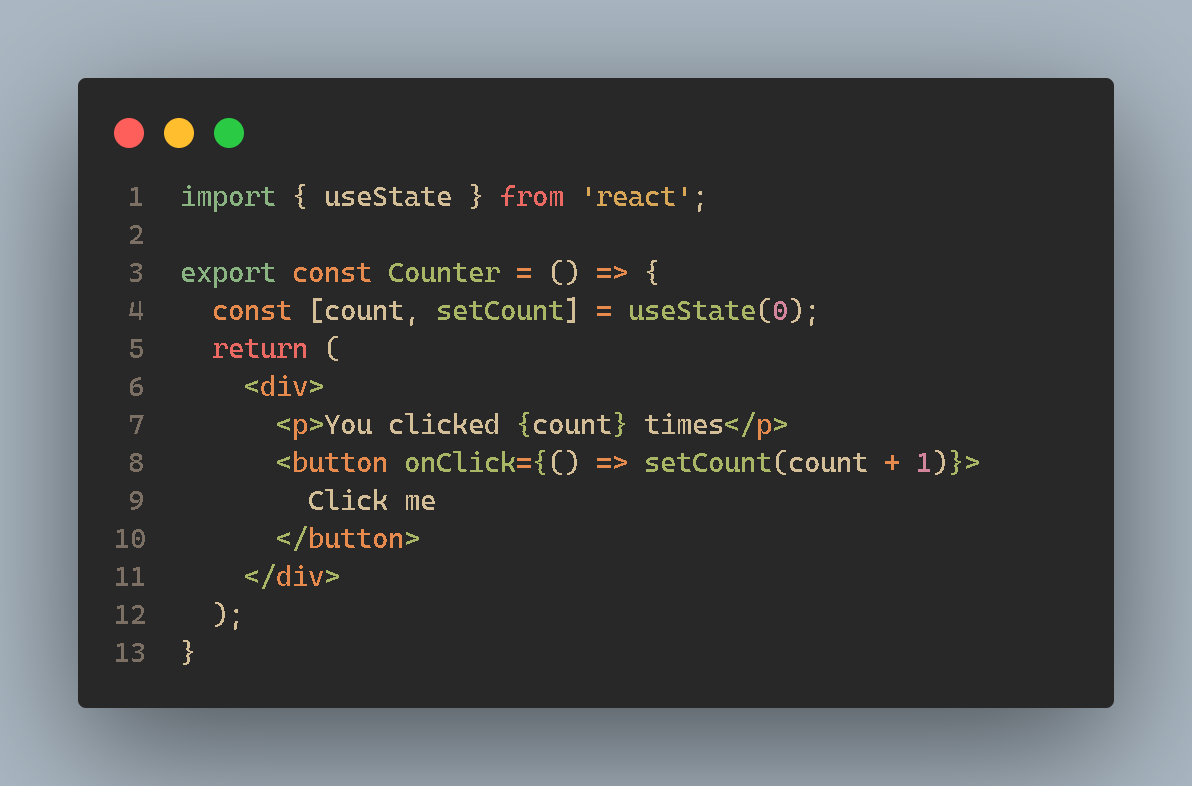 1 import { useState } from 'react';
2
3 export const Counter = () => {
4   const [count, setCount] = useState(0);
5   return (
6     <div>
7       <p>You clicked {count} times</p>
8       <button onClick={() => setCount(count + 1)}>
9         Click me
10       </button>
11     </div>
12   );
13 }